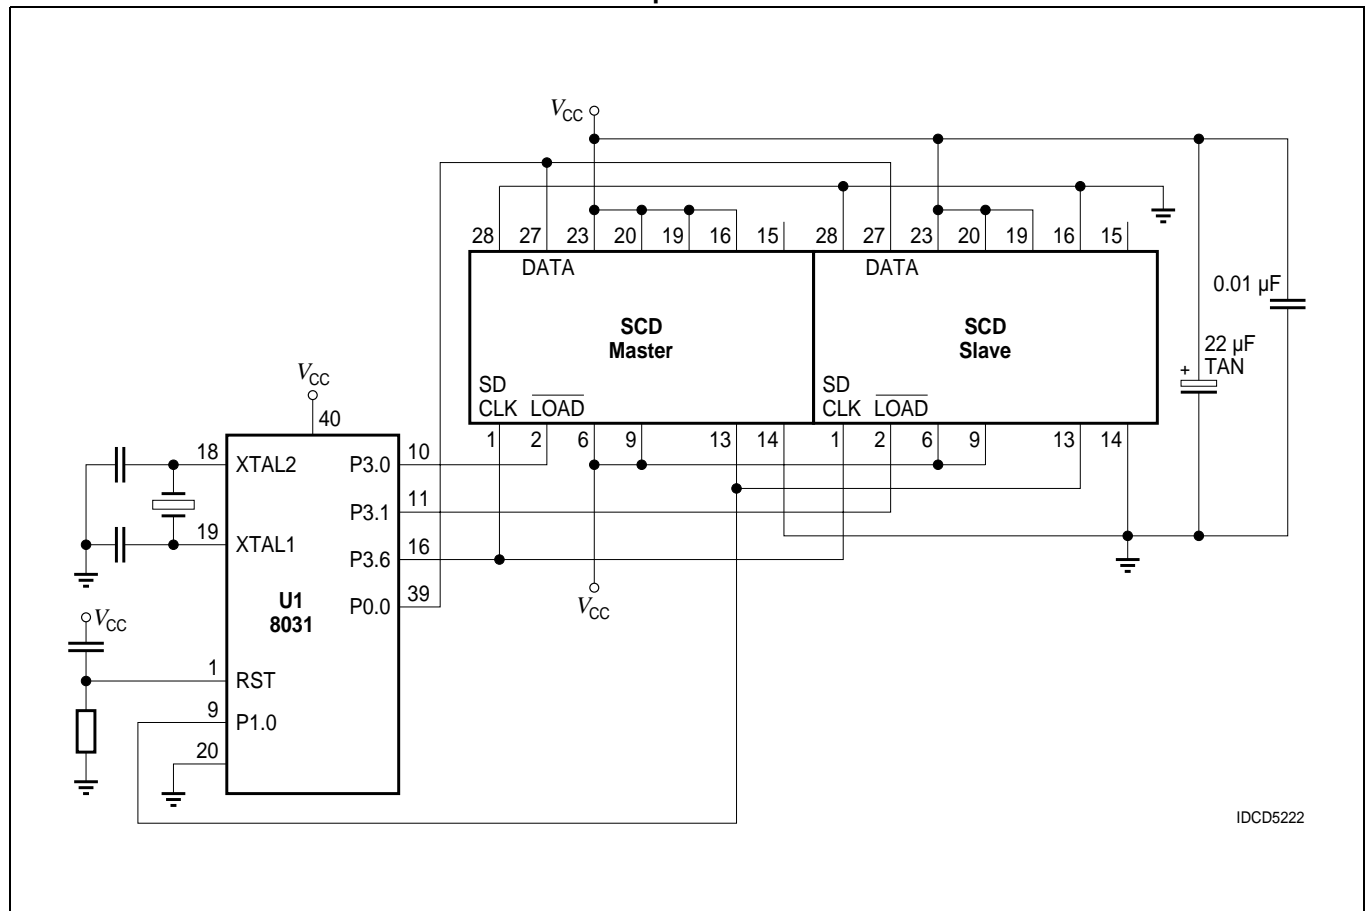 VCC
28 27 23 20 19 16 15 28 27 23 20 19 16 15
DATA DATA
0.01 µF
SCD
Master
SCD
Slave
22 µF
TAN
+
SD
CLK LOAD
SD
CLK LOAD
1 2 6 9 13 14 1 2 6 9 13 14
VCC
40
18 XTAL2 P3.0 10
P3.1 11
19 XTAL1 P3.6 16
U1
8031
P0.0 39
VCC
VCC
1 RST
9 P1.0
20
IDCD5222